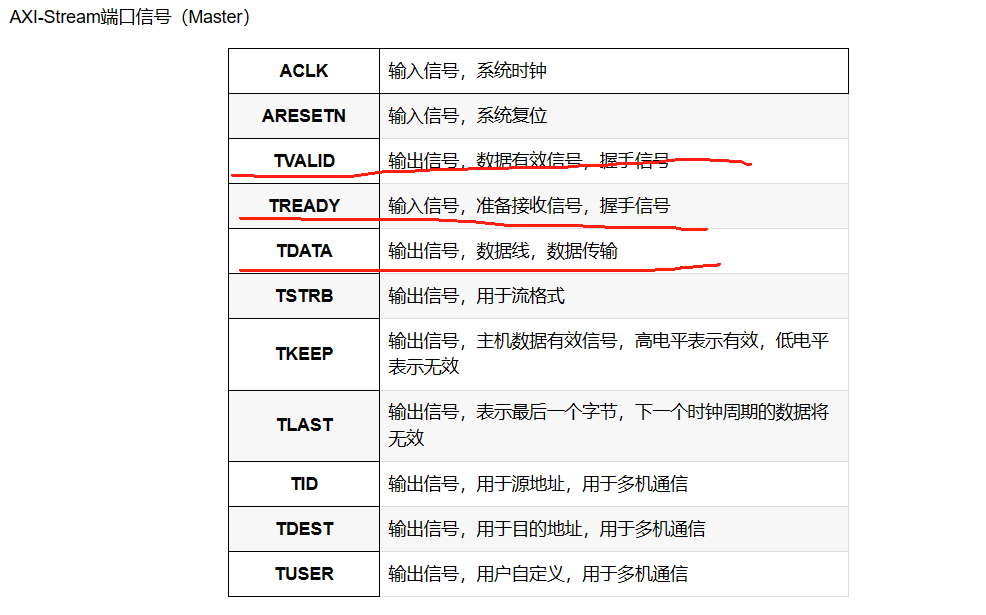 AXI-Stream端口信号（Master）
ACLK 输入信号，系统时钟
ARESETN 输入信号，系统复位
TVALID 输出信号，数据有效信号，握手信号
TREADY 输入信号，准备接收信号，握手信号
TDATA 输出信号，数据线，数据传输
TSTRB 输出信号，用于流格式
TKEEP 输出信号，主机数据有效信号，高电平表示有效，低电平
表示无效
TLAST 输出信号，表示最后一个字节，下一个时钟周期的数据将
无效
TID 输出信号，用于源地址，用于多机通信
TDEST 输出信号，用于目的地址，用于多机通信
TUSER 输出信号，用户自定义，用于多机通信